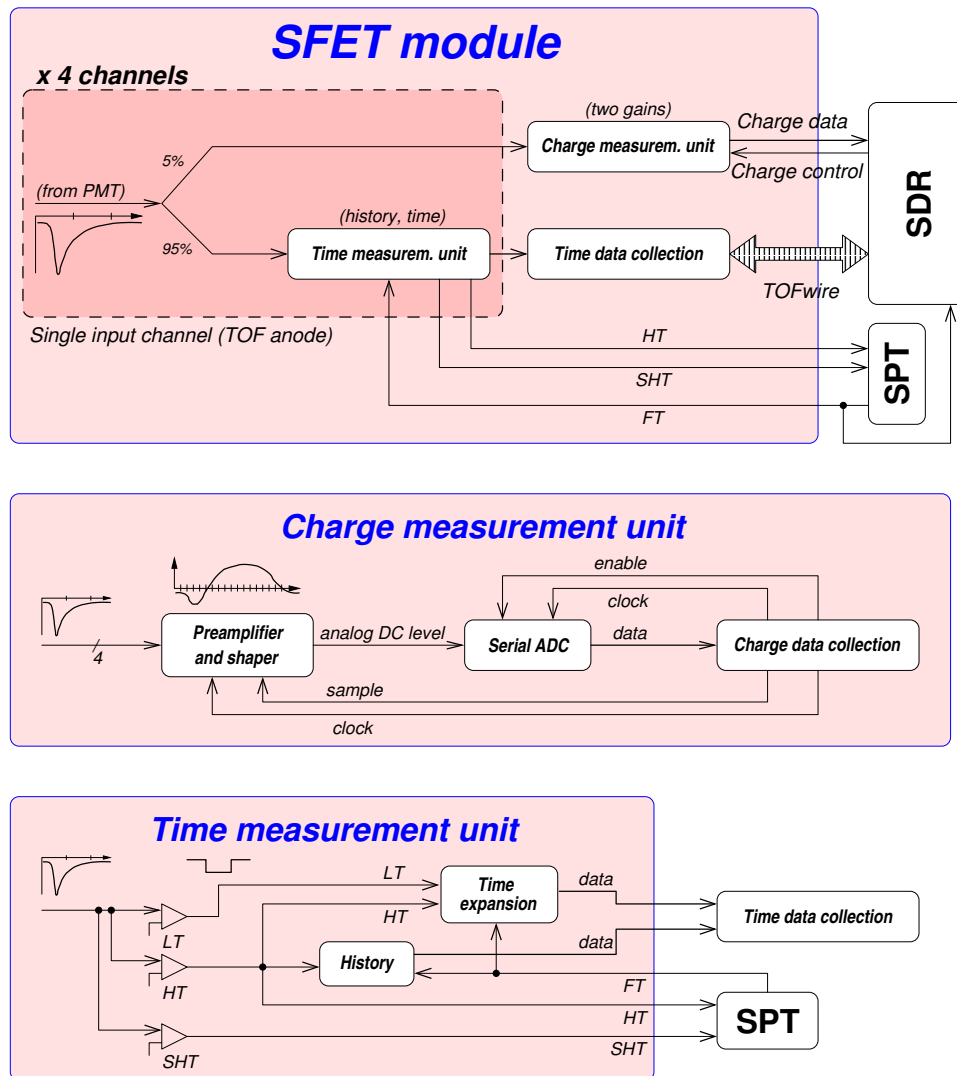 SFET module
x 4 channels
(two gains)
Charge data
Charge measurem. unit
Charge control
5%
(from PMT)
(history, time)
95%
Time measurem. unit
Time data collection
TOFwire
SDR
Single input channel (TOF anode)
HT
SHT
FT
SPT
Charge measurement unit
enable
clock
Preamplifier
and shaper
analog DC level
Serial ADC
data
Charge data collection
4
sample
clock
Time measurement unit
LT
Time
expansion
data
HT
Time data collection
LT
History
data
HT
FT
HT
SPT
SHT
SHT